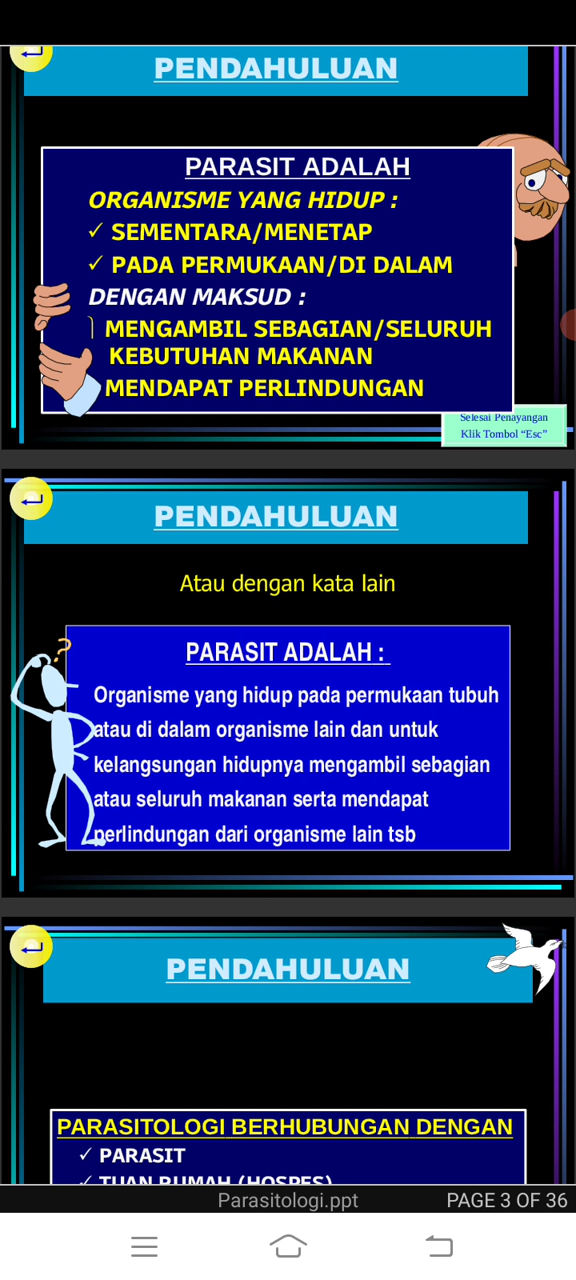 PENDAHULUAN
PARASIT ADALAH
ORGANISME YANG HIDUP :
✓ SEMENTARA/MENETAP
✓ PADA PERMUKAAN/DI DALAM
DENGAN MAKSUD :
MENGAMBIL SEBAGIAN/SELURUH
KEBUTUHAN MAKANAN
MENDAPAT PERLINDUNGAN
Selesai Penayangan
Klik Tombol “Esc”
PENDAHULUAN
Atau dengan kata lain
?
PARASIT ADALAH :
Organisme yang hidup pada permukaan tubuh
atau di dalam organisme lain dan untuk
kelangsungan hidupnya mengambil sebagian
atau seluruh makanan serta mendapat
perlindungan dari organisme lain tsb
PENDAHULUAN
PARASITOLOGI BERHUBUNGAN DENGAN
✓ PARASIT
✓ TUAN RUMAH (HOSPES)
Parasitologi.ppt
PAGE 3 OF 36